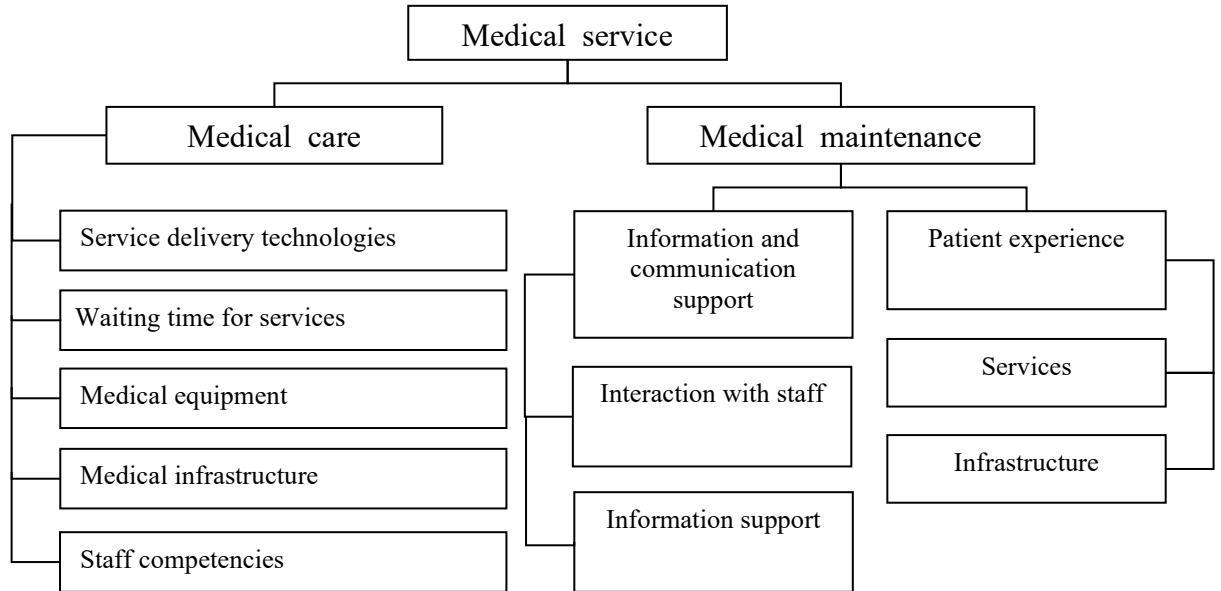 Medical service
Medical care
Medical maintenance
Service delivery technologies
Waiting time for services
Medical equipment
Medical infrastructure
Staff competencies
Information and
communication
support
Interaction with staff
Information support
Patient experience
Services
Infrastructure